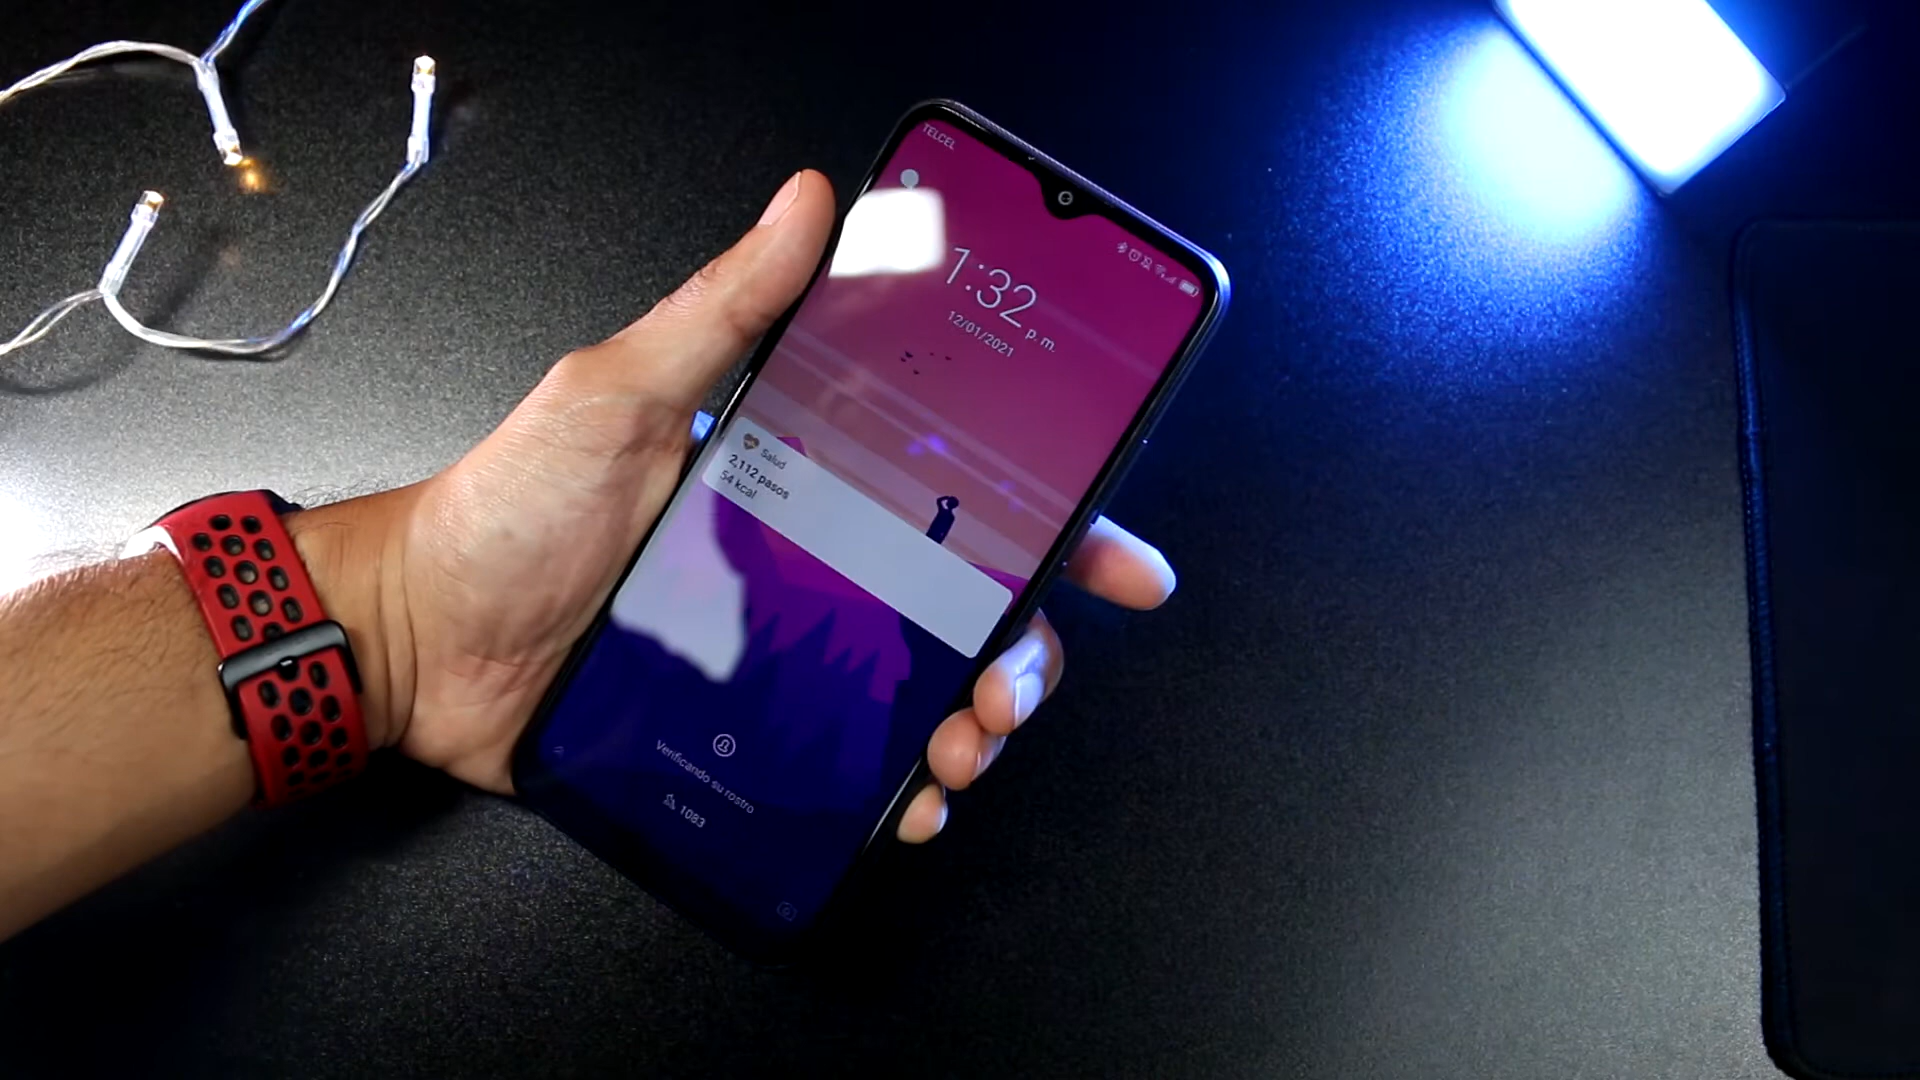 TELCEL
1:32 p. m.
12/01/2021
Salud
2,112 pasos
54 kcal
Verificando su rostro
1083